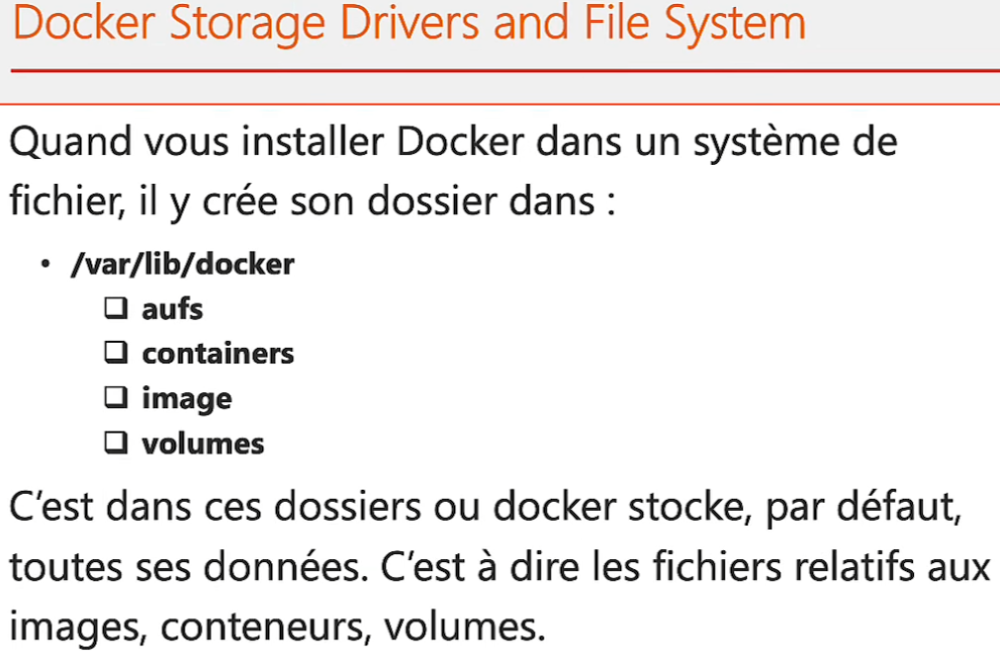 Docker Storage Drivers and File System
Quand vous installer Docker dans un système de
fichier, il y crée son dossier dans :
• /var/lib/docker
❑ aufs
❑ containers
❑ image
❑ volumes
C'est dans ces dossiers ou docker stocke, par défaut,
toutes ses données. C'est à dire les fichiers relatifs aux
images, conteneurs, volumes.